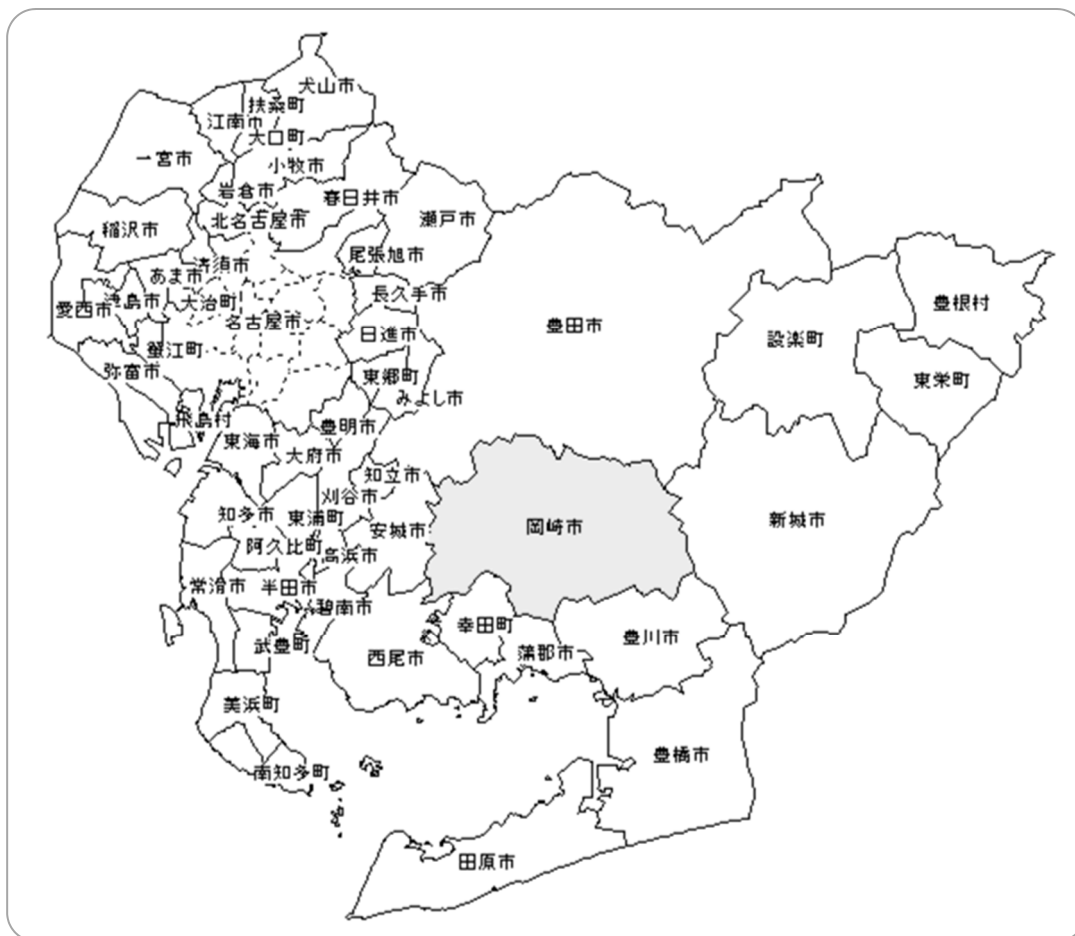 犬山市
扶桑町
江南市
大口町
一宮市
小牧市
岩倉市
春日井市
北名古屋市
瀬戸市
稲沢市
尾張旭市
清須市
あま市
長久手市
愛西市
津島市
大治町
名古屋市
豊田市
豊根村
日進市
設楽町
蟹江町
弥富市
東郷町
東栄町
みよし市
飛島村
豊明市
東海市
大府市
知立市
刈谷市
知多市
東浦町
安城市
岡崎市
新城市
阿久比町
高浜市
常滑市
半田市
碧南市
幸田町
豊川市
武豊町
西尾市
蒲郡市
美浜町
豊橋市
南知多町
田原市